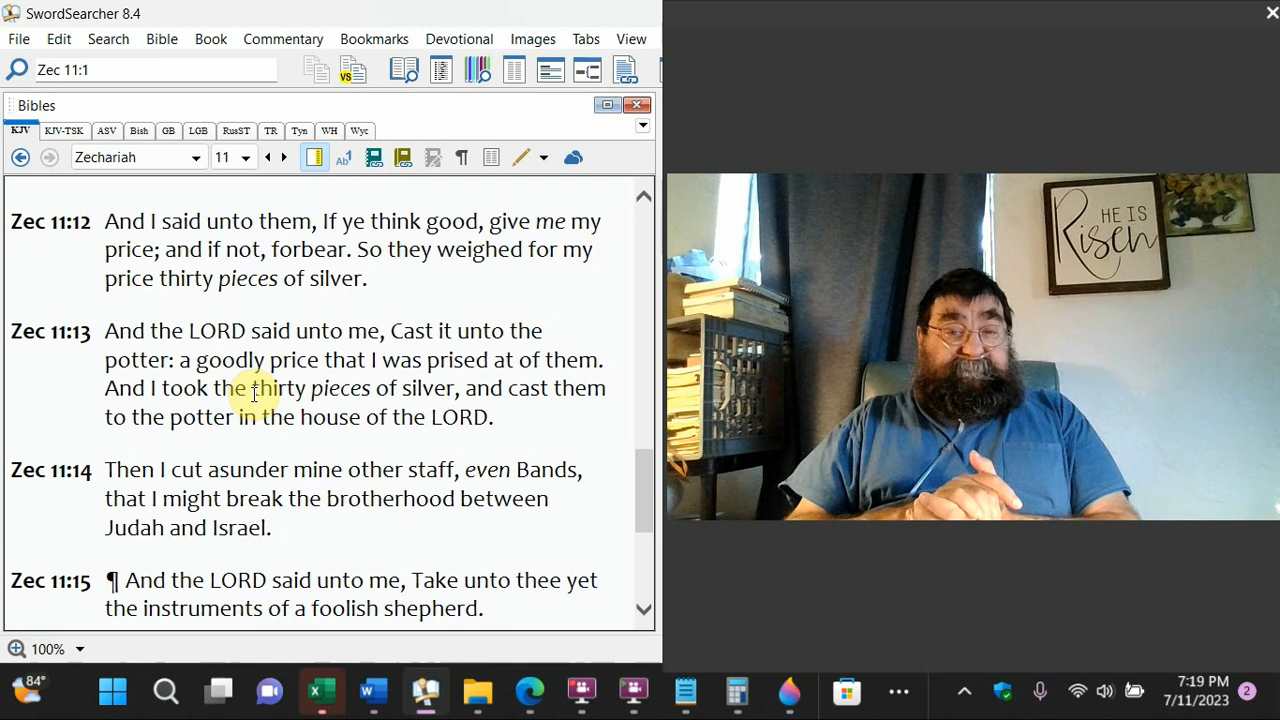 SwordSearcher 8.4
File Edit Search Bible Book Commentary Bookmarks Devotional Images Tabs View
Zec 11:1
VS
Bibles
KJV KJV-TSK ASV Bish GB LGB RusST TR Tyn WH Wyc
Zechariah 11 Ab1 ¶
Zec 11:12 And I said unto them, If ye think good, give me my
price; and if not, forbear. So they weighed for my
price thirty pieces of silver.
Zec 11:13 And the LORD said unto me, Cast it unto the
potter: a goodly price that I was prised at of them.
And I took the thirty pieces of silver, and cast them
to the potter in the house of the LORD.
Zec 11:14 Then I cut asunder mine other staff, even Bands,
that I might break the brotherhood between
Judah and Israel.
Zec 11:15 ¶ And the LORD said unto me, Take unto thee yet
the instruments of a foolish shepherd.
100%
HE IS
Risen
84°
7:19 PM
7/11/2023
2